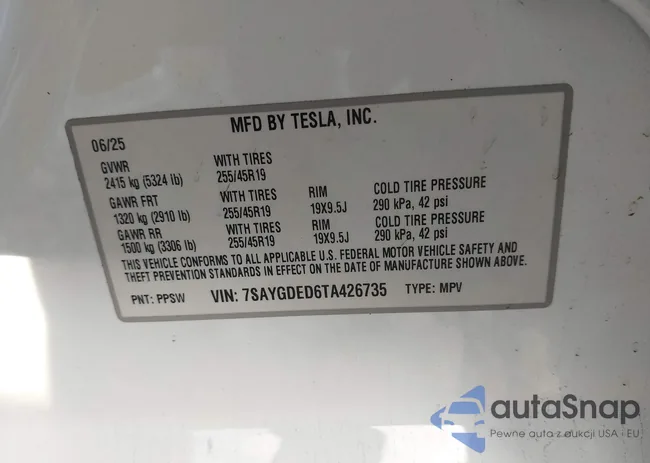 MFD BY TESLA, INC.
06/25
GVWR WITH TIRES
2415 kg (5324 lb) 255/45R19
GAWR FRT WITH TIRES RIM COLD TIRE PRESSURE
1320 kg (2910 lb) 255/45R19 19X9.5J 290 kPa, 42 psi
GAWR RR WITH TIRES RIM COLD TIRE PRESSURE
1500 kg (3306 lb) 255/45R19 19X9.5J 290 kPa, 42 psi
THIS VEHICLE CONFORMS TO ALL APPLICABLE U.S. FEDERAL MOTOR VEHICLE SAFETY AND
THEFT PREVENTION STANDARDS IN EFFECT ON THE DATE OF MANUFACTURE SHOWN ABOVE.
PNT: PPSW VIN: 7SAYGDED6TA426735 TYPE: MPV
autoSnap
Pewne auta z aukcji USA - EU